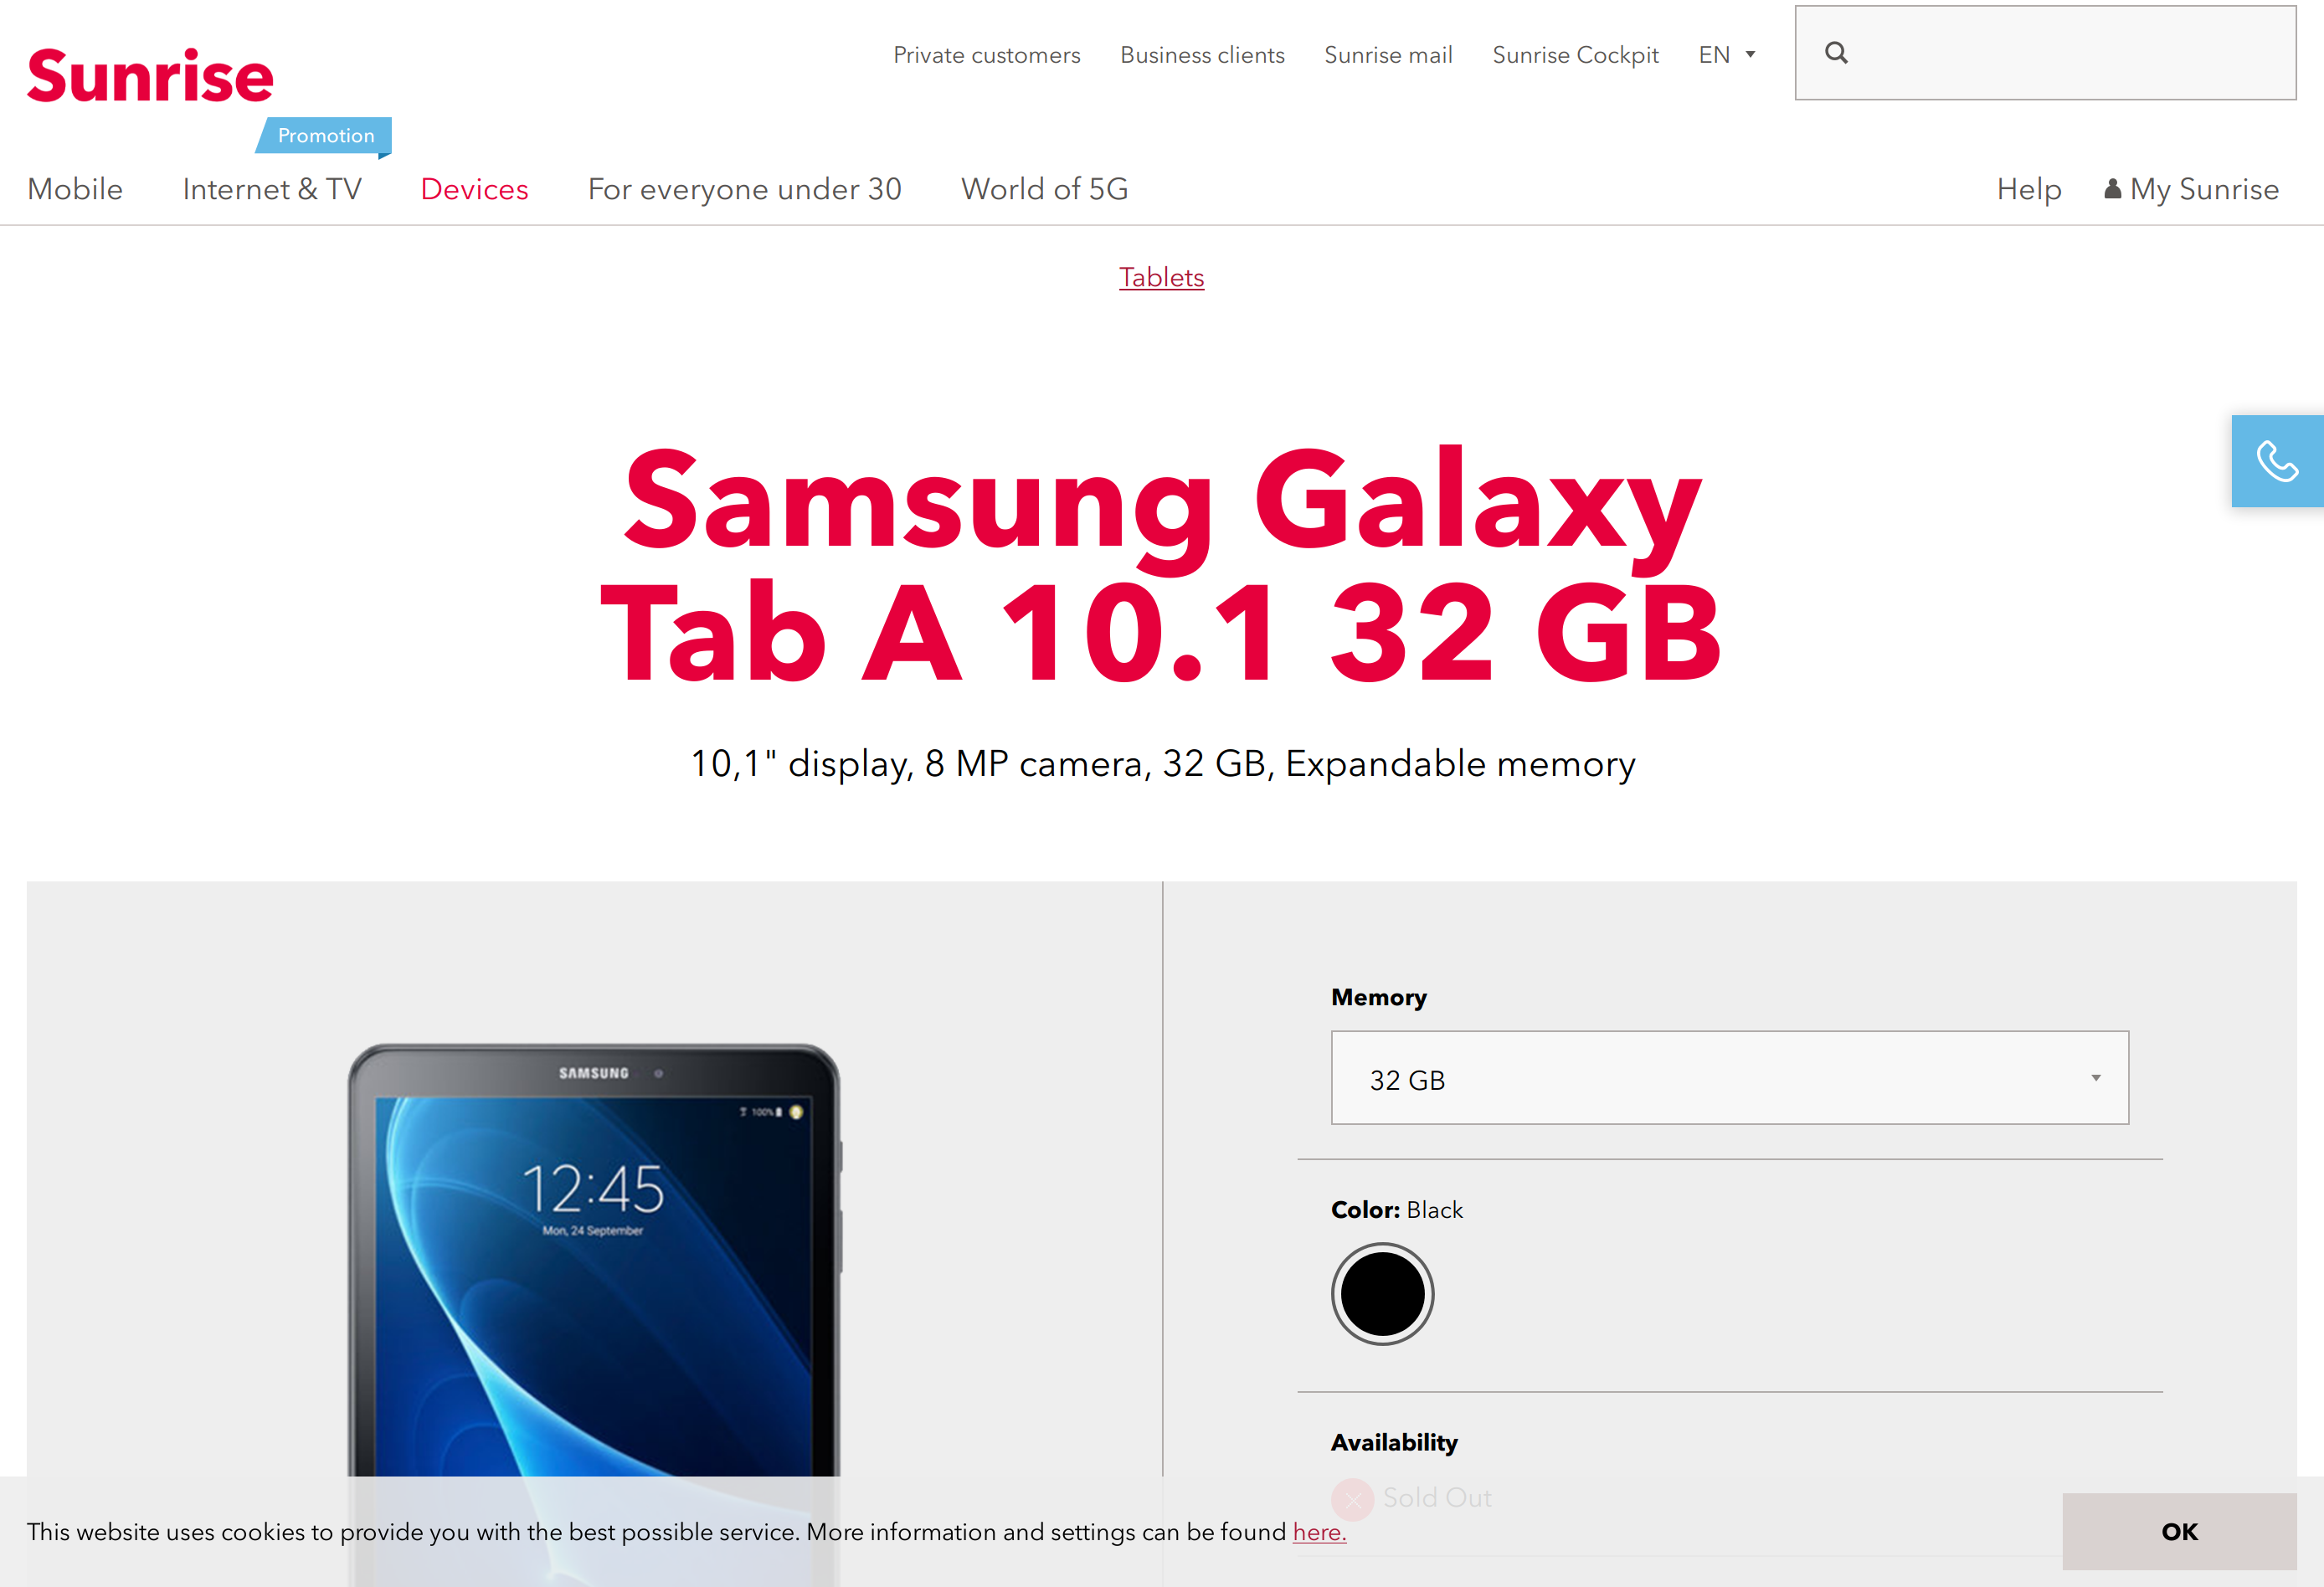 Sunrise
Private customers
Business clients
Sunrise mail
Sunrise Cockpit
EN
Promotion
Mobile
Internet & TV
Devices
For everyone under 30
World of 5G
Help
My Sunrise
Tablets
Samsung Galaxy
Tab A 10.1 32 GB
10,1" display, 8 MP camera, 32 GB, Expandable memory
SAMSUNG
100%
12:45
Mon, 24 September
Memory
32 GB
Color: Black
Availability
Sold Out
This website uses cookies to provide you with the best possible service. More information and settings can be found here.
OK